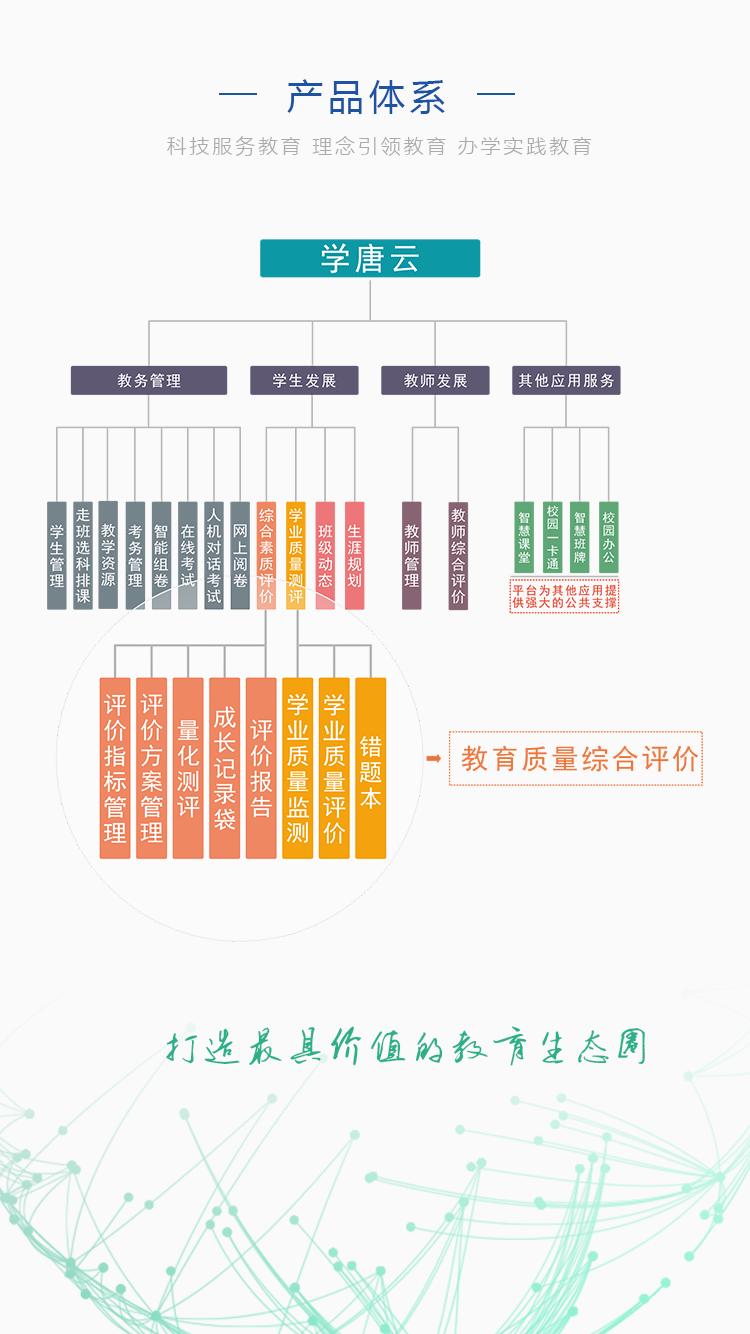 产品体系
科技服务教育 理念引领教育 办学实践教育
学唐云
教务管理
学生发展
教师发展
其他应用服务
学生管理
走班选科排课
教学资源
考务管理
智能组卷
在线考试
人机对话考试
网上阅卷
综合素质评价
学业质量测评
班级动态
生涯规划
教师管理
教师综合评价
智慧课堂
校园一卡通
智慧班牌
校园办公
平台为其他应用提
供强大的公共支撑
评价指标管理
评价方案管理
量化测评
成长记录袋
评价报告
学业质量监测
学业质量评价
错题本
教育质量综合评价
打造最具价值的教育生态圈